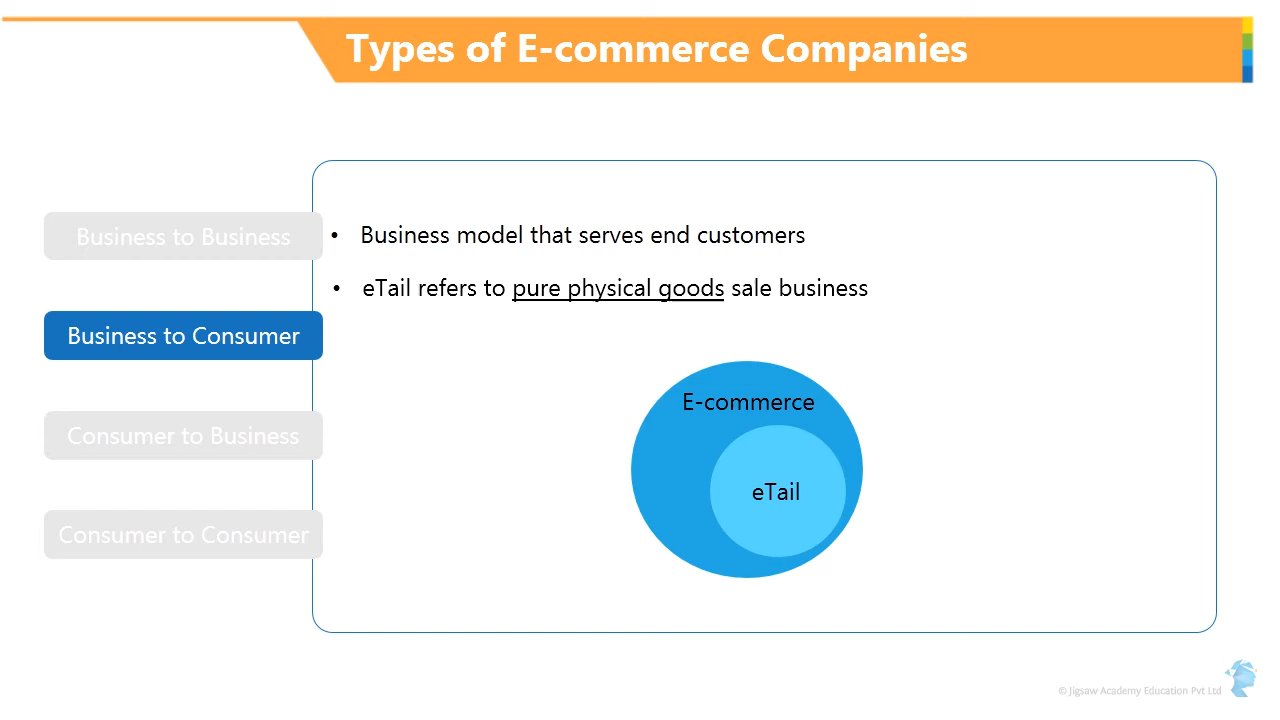 Types of E-commerce Companies
Business to Business
Business to Consumer
Consumer to Business
Consumer to Consumer
• Business model that serves end customers
• eTail refers to pure physical goods sale business
E-commerce
eTail
© Jigsaw Academy Education Pvt Ltd